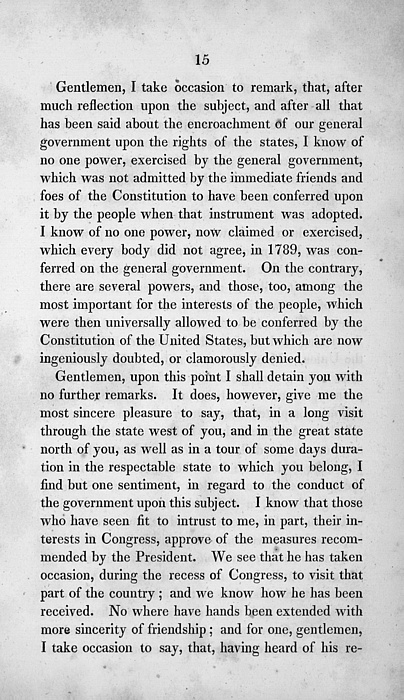 15
Gentlemen, I take occasion to remark, that, after
much reflection upon the subject, and after all that
has been said about the encroachment of our general
government upon the rights of the states, I know of
no one power, exercised by the general government,
which was not admitted by the immediate friends and
foes of the Constitution to have been conferred upon
it by the people when that instrument was adopted.
I know of no one power, now claimed or exercised,
which every body did not agree, in 1789, was con-
ferred on the general government. On the contrary,
there are several powers, and those, too, among the
most important for the interests of the people, which
were then universally allowed to be conferred by the
Constitution of the United States, but which are now
ingeniously doubted, or clamorously denied.
Gentlemen, upon this point I shall detain you with
no further remarks. It does, however, give me the
most sincere pleasure to say, that, in a long visit
through the state west of you, and in the great state
north of you, as well as in a tour of some days dura-
tion in the respectable state to which you belong, I
find but one sentiment, in regard to the conduct of
the government upon this subject. I know that those
who have seen fit to intrust to me, in part, their in-
terests in Congress, approve of the measures recom-
mended by the President. We see that he has taken
occasion, during the recess of Congress, to visit that
part of the country ; and we know how he has been
received. No where have hands been extended with
more sincerity of friendship ; and for one, gentlemen,
I take occasion to say, that, having heard of his re-